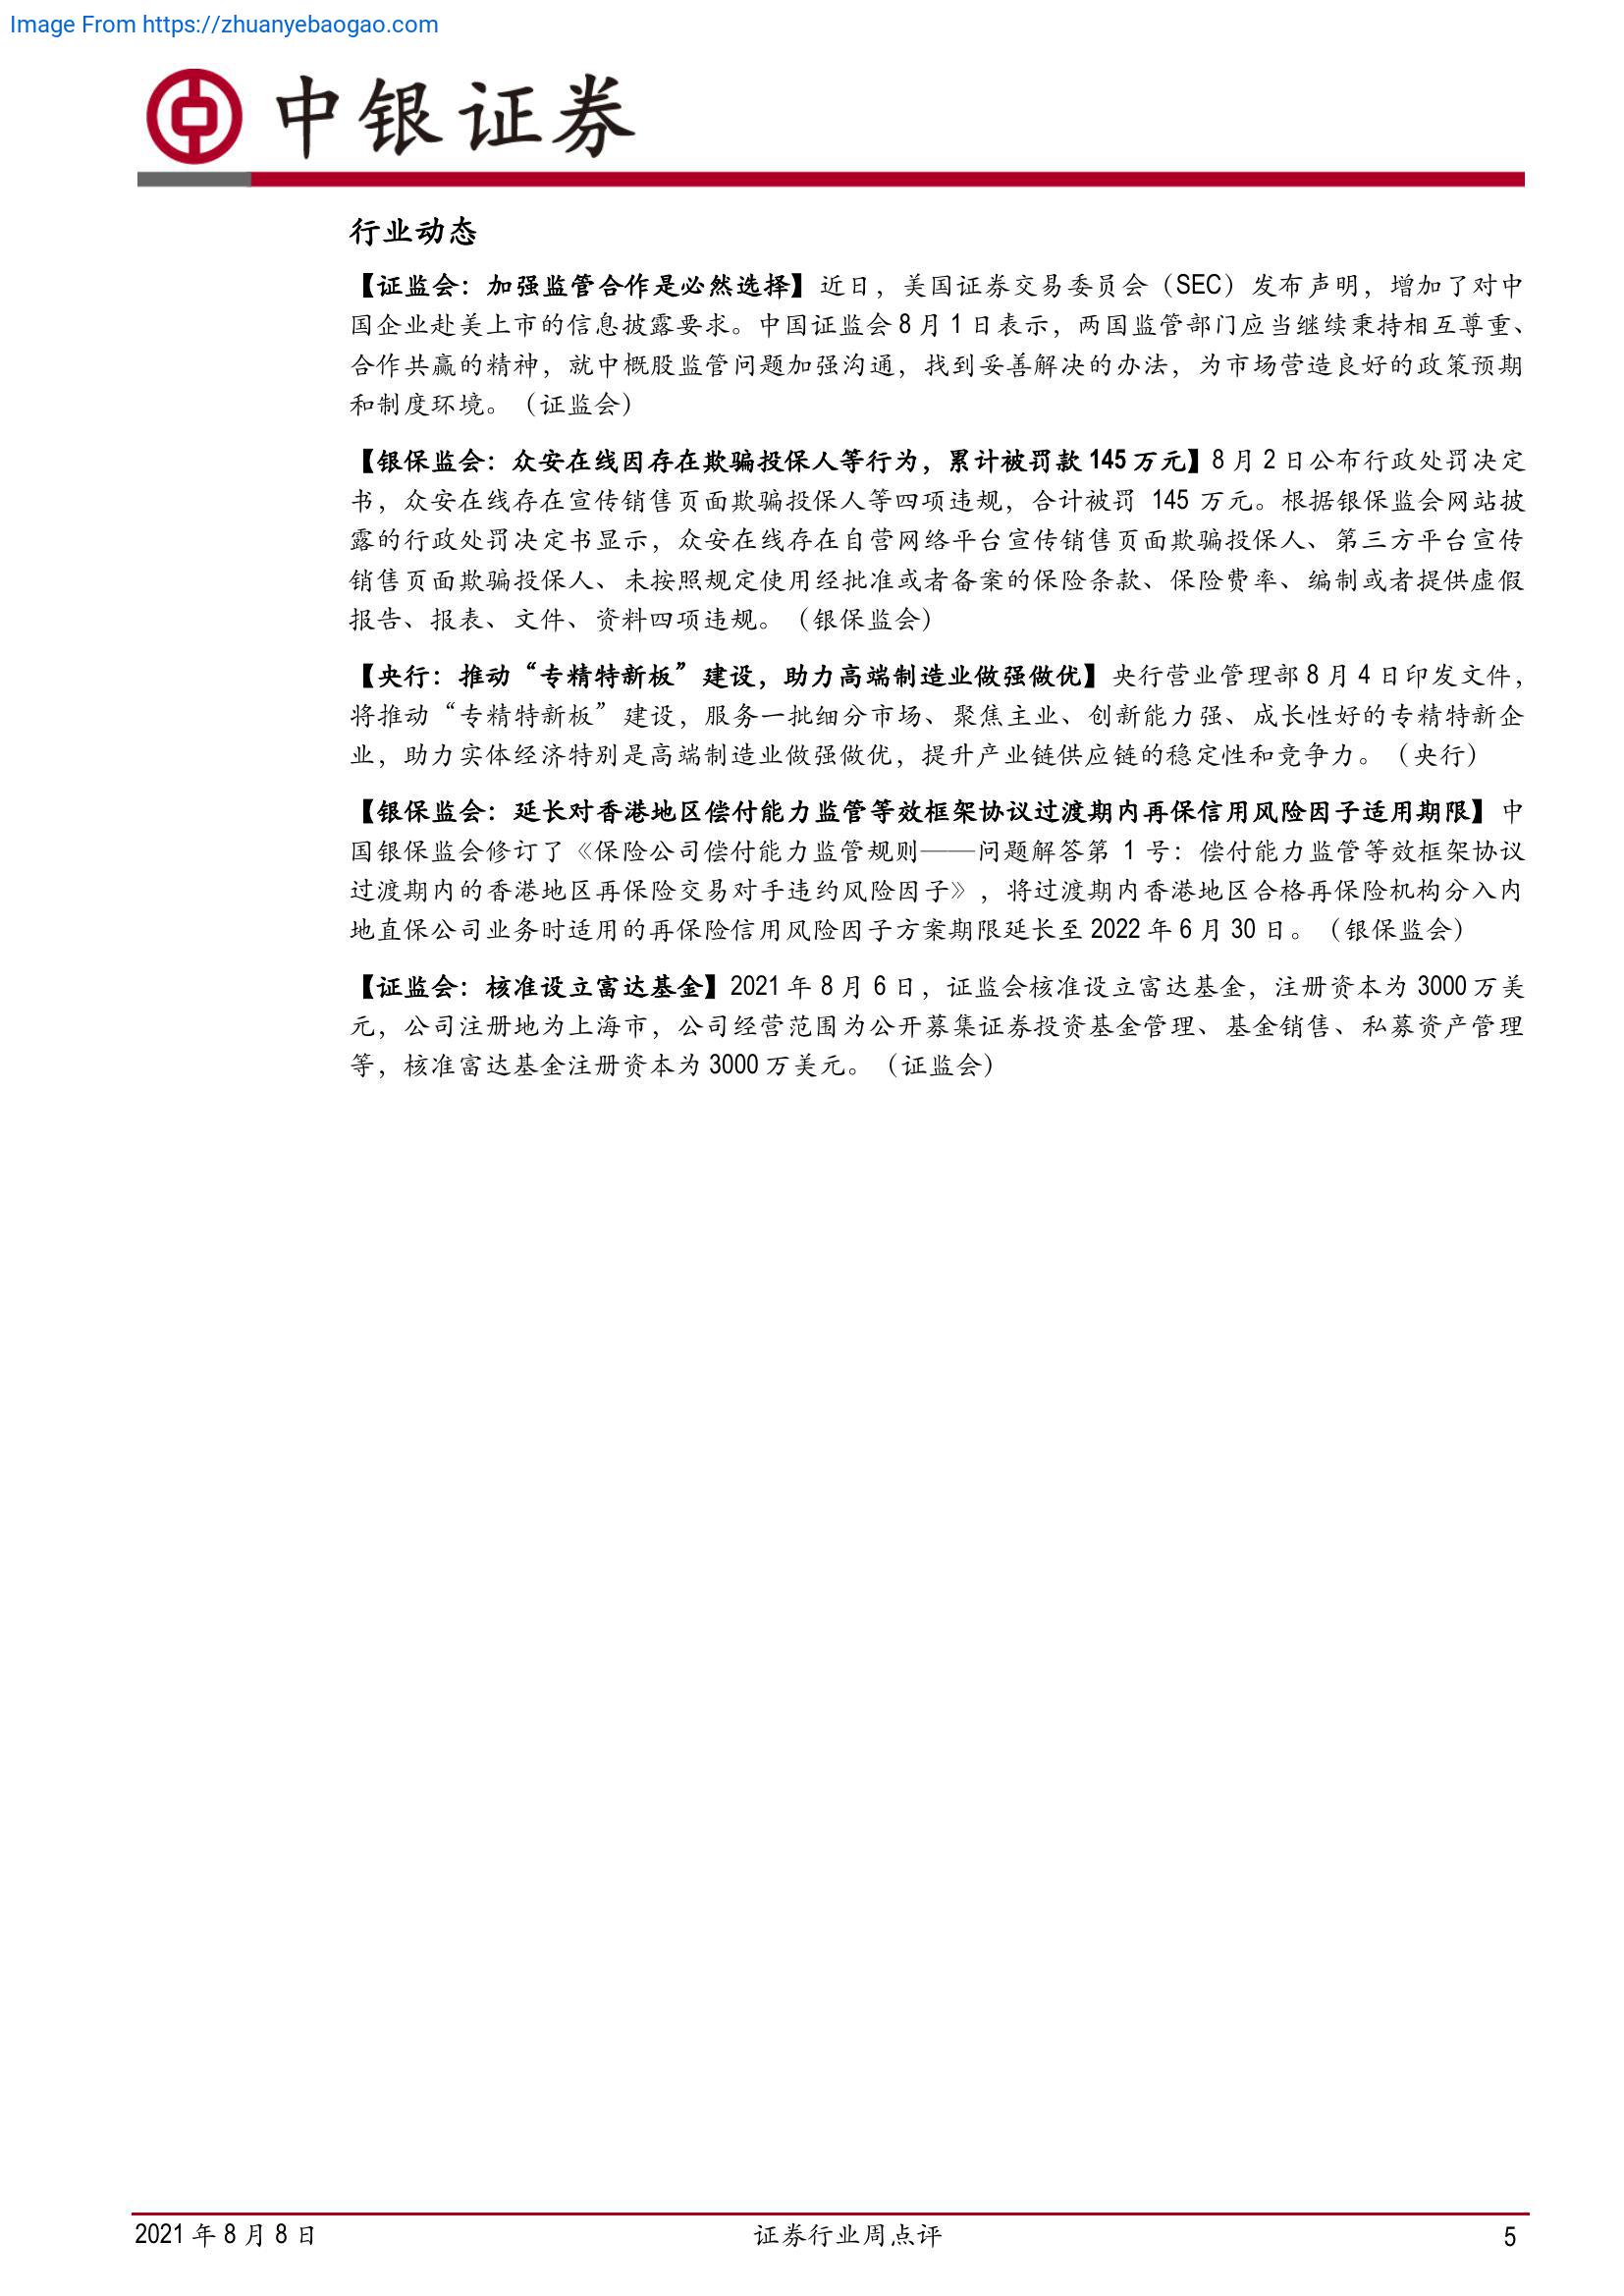 Image From https://zhuanyebaogao.com
中银证券
行业动态
【证监会：加强监管合作是必然选择】近日，美国证券交易委员会（SEC）发布声明，增加了对中
国企业赴美上市的信息披露要求。中国证监会 8 月 1 日表示，两国监管部门应当继续秉持相互尊重、
合作共赢的精神，就中概股监管问题加强沟通，找到妥善解决的办法，为市场营造良好的政策预期
和制度环境。（证监会）
【银保监会：众安在线因存在欺骗投保人等行为，累计被罚款 145 万元】8 月 2 日公布行政处罚决定
书，众安在线存在宣传销售页面欺骗投保人等四项违规，合计被罚 145 万元。根据银保监会网站披
露的行政处罚决定书显示，众安在线存在自营网络平台宣传销售页面欺骗投保人、第三方平台宣传
销售页面欺骗投保人、未按照规定使用经批准或者备案的保险条款、保险费率、编制或者提供虚假
报告、报表、文件、资料四项违规。（银保监会）
【央行：推动“专精特新板”建设，助力高端制造业做强做优】央行营业管理部 8 月 4 日印发文件，
将推动“专精特新板”建设，服务一批细分市场、聚焦主业、创新能力强、成长性好的专精特新企
业，助力实体经济特别是高端制造业做强做优，提升产业链供应链的稳定性和竞争力。（央行）
【银保监会：延长对香港地区偿付能力监管等效框架协议过渡期内再保信用风险因子适用期限】中
国银保监会修订了《保险公司偿付能力监管规则——问题解答第 1 号：偿付能力监管等效框架协议
过渡期内的香港地区再保险交易对手违约风险因子》，将过渡期内香港地区合格再保险机构分入内
地直保公司业务时适用的再保险信用风险因子方案期限延长至 2022 年 6 月 30 日。（银保监会）
【证监会：核准设立富达基金】2021 年 8 月 6 日，证监会核准设立富达基金，注册资本为 3000 万美
元，公司注册地为上海市，公司经营范围为公开募集证券投资基金管理、基金销售、私募资产管理
等，核准富达基金注册资本为 3000 万美元。（证监会）
2021 年 8 月 8 日
证券行业周点评
5